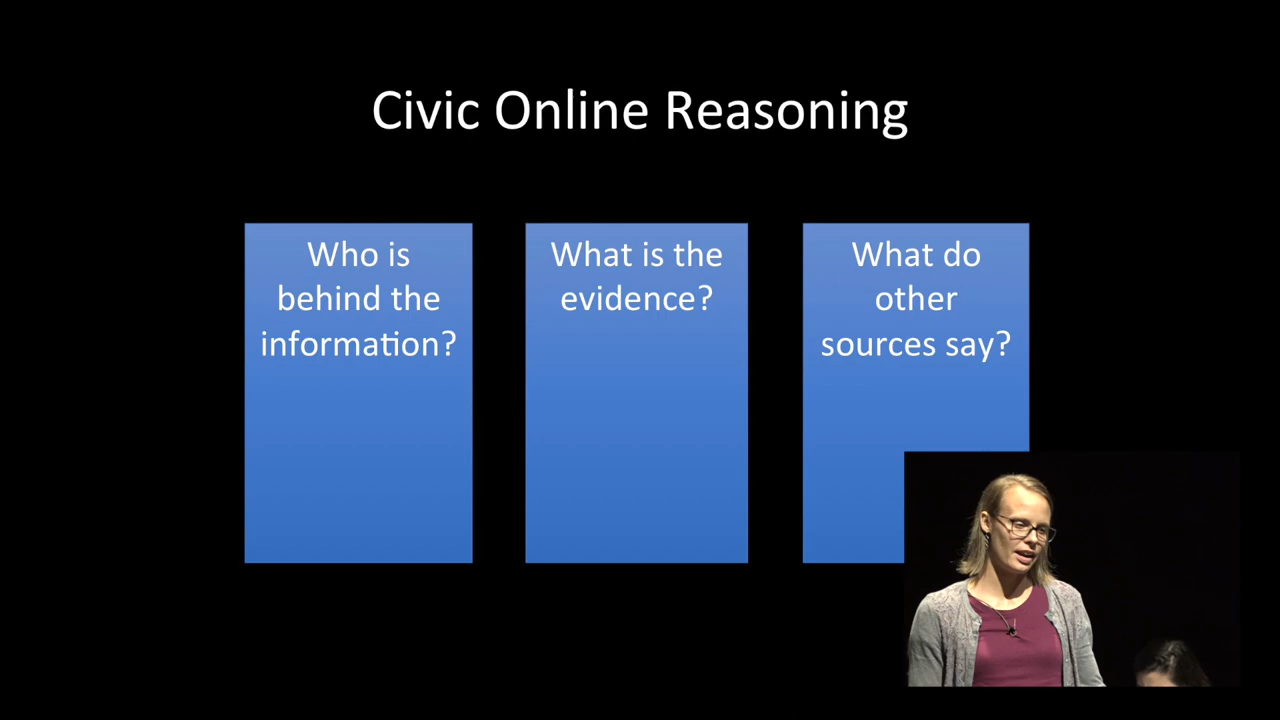 Civic Online Reasoning
Who is
behind the
information?
What is the
evidence?
What do
other
sources say?